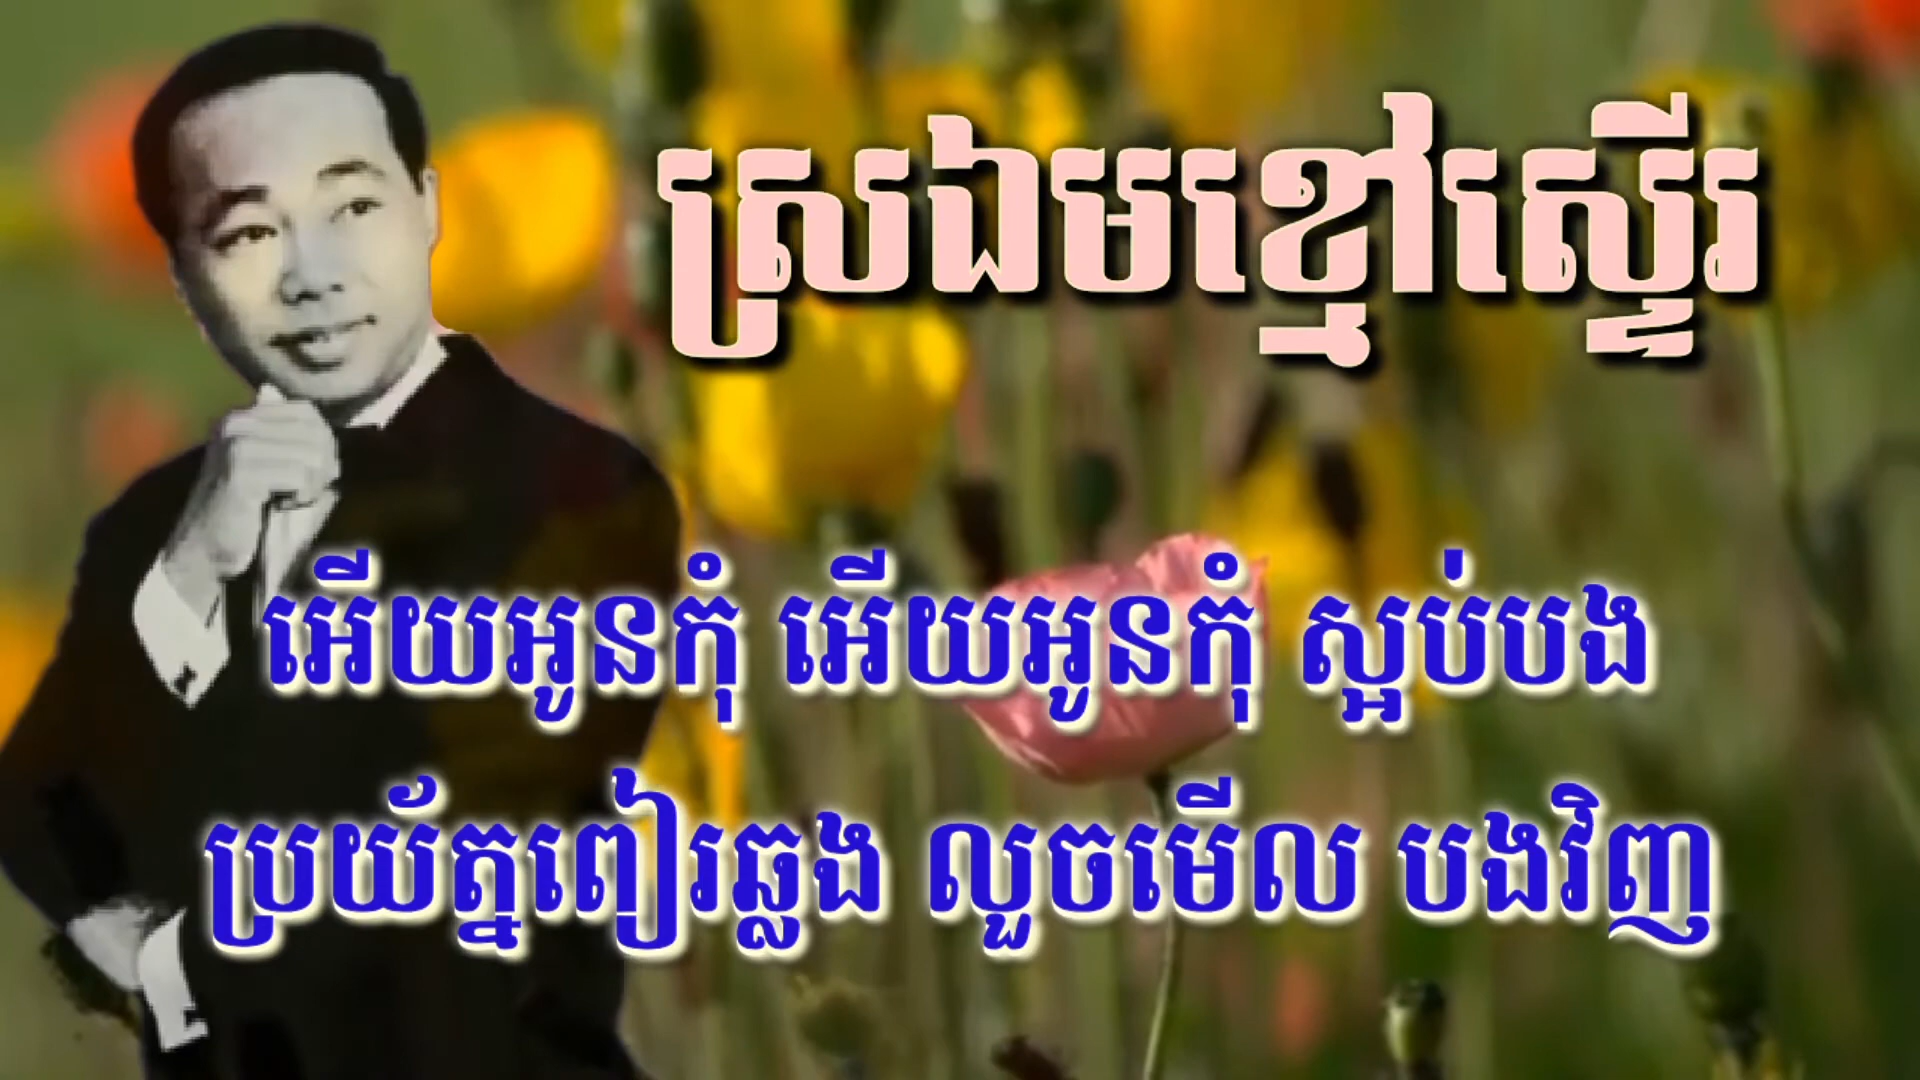 ស្រងៃមខ្មៅស្ទើរ
អើយអូនកុំ អើយអូនកុំ ស្អប់បង
ប្រយ័ត្នពៀរឆ្លង លួចមើល បងវិញ